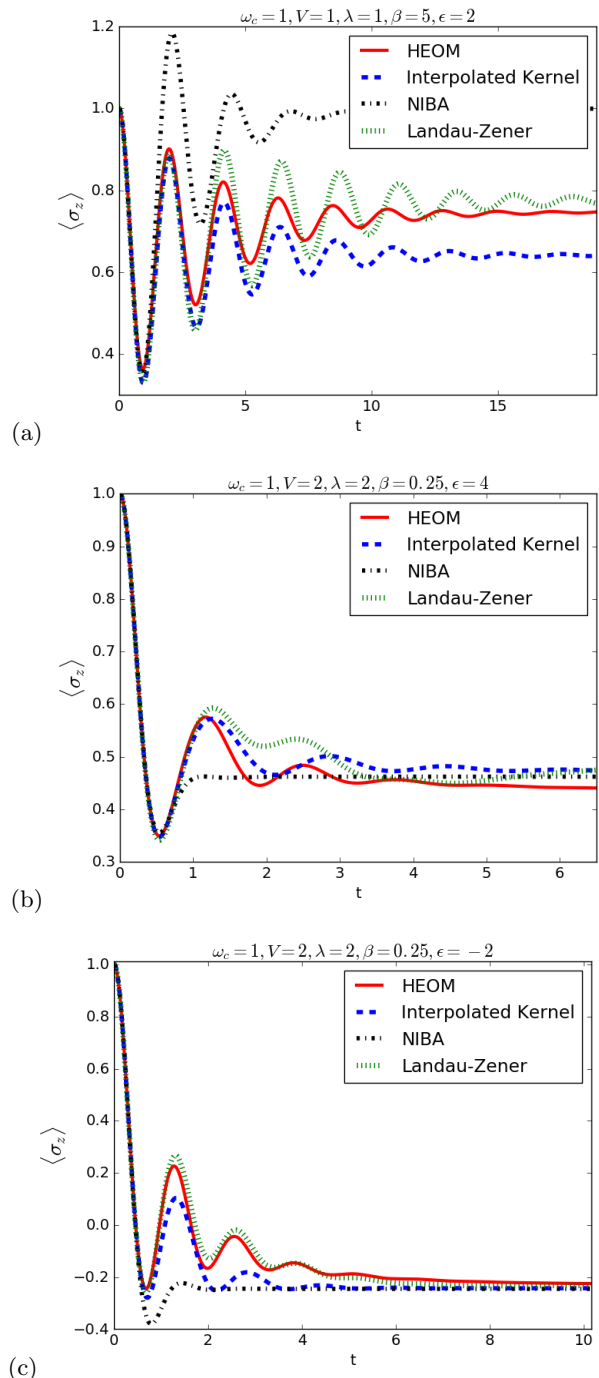 ω_c = 1, V = 1, λ = 1, β = 5, ϵ = 2
1.2
1.0
0.8
0.6
0.4
⟨σ_z⟩
HEOM
Interpolated Kernel
NIBA
Landau-Zener
0 5 10 15
t
(a)
ω_c = 1, V = 2, λ = 2, β = 0.25, ϵ = 4
1.0
0.9
0.8
0.7
0.6
0.5
0.4
0.3
⟨σ_z⟩
HEOM
Interpolated Kernel
NIBA
Landau-Zener
0 1 2 3 4 5 6
t
(b)
ω_c = 1, V = 2, λ = 2, β = 0.25, ϵ = −2
1.0
0.8
0.6
0.4
0.2
0.0
−0.2
−0.4
⟨σ_z⟩
HEOM
Interpolated Kernel
NIBA
Landau-Zener
0 2 4 6 8 10
t
(c)